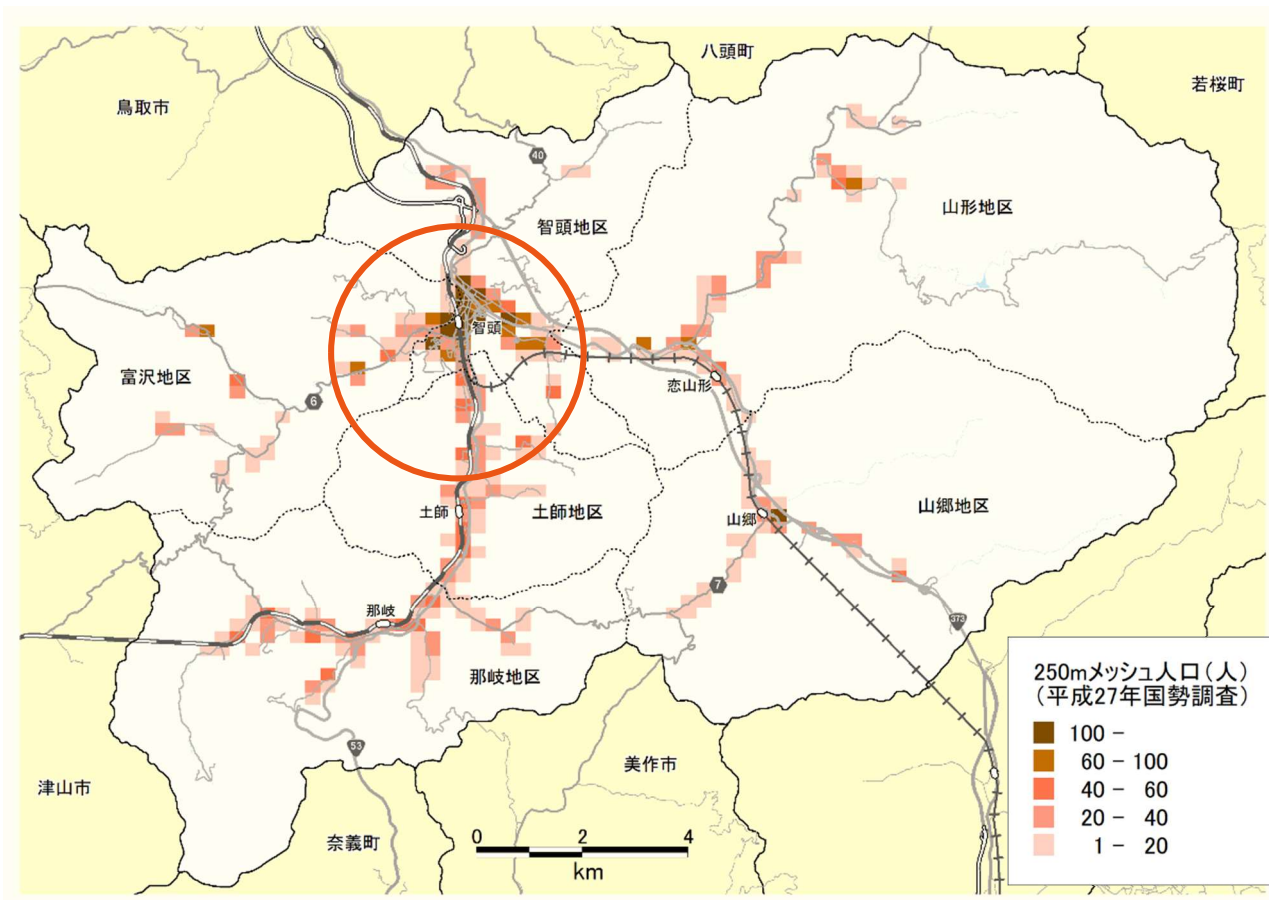 八頭町
若桜町
鳥取市
40
山形地区
智頭地区
智頭
富沢地区
恋山形
6
山郷地区
土師
土師地区
山郷
7
那岐
373
那岐地区
53
津山市
美作市
奈義町
0 2 4
km
250mメッシュ人口(人)
(平成27年国勢調査)
100 -
60 - 100
40 - 60
20 - 40
1 - 20